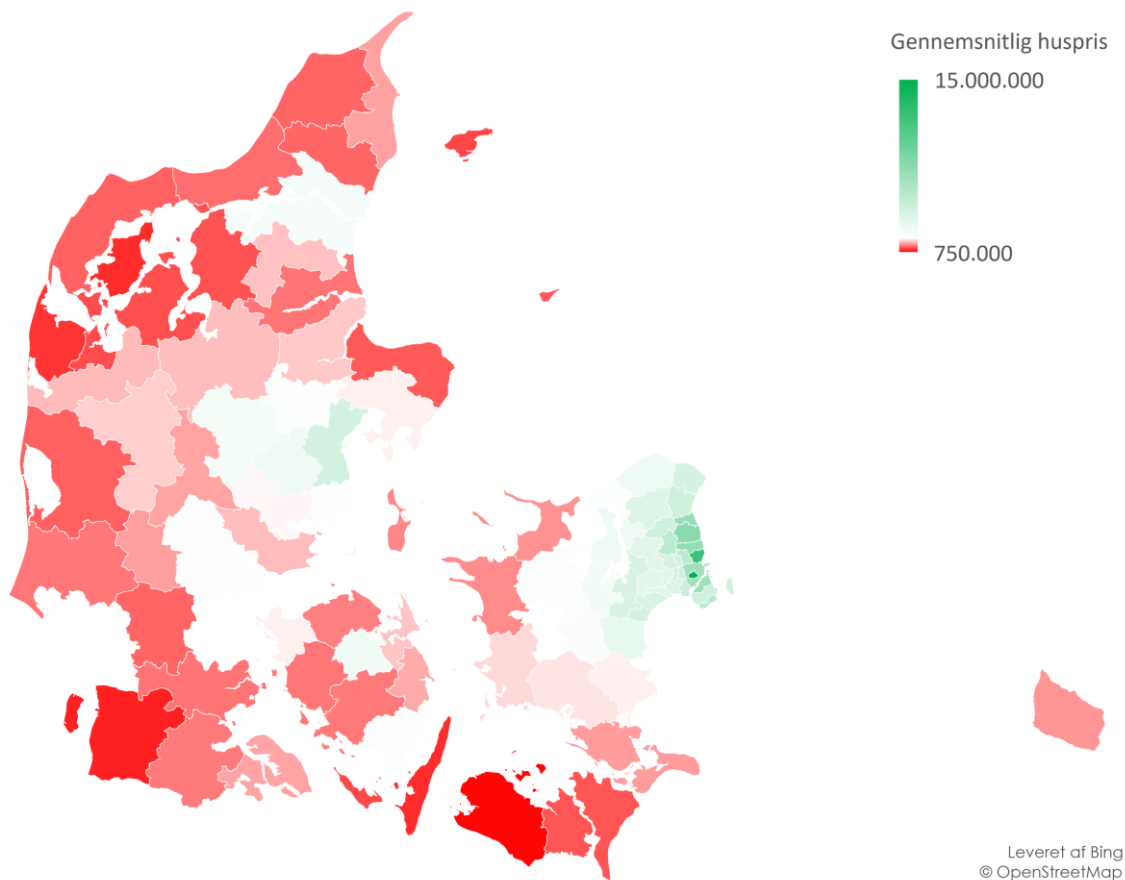 Gennemsnitlig huspris
15.000.000
750.000
Leveret af Bing
© OpenStreetMap